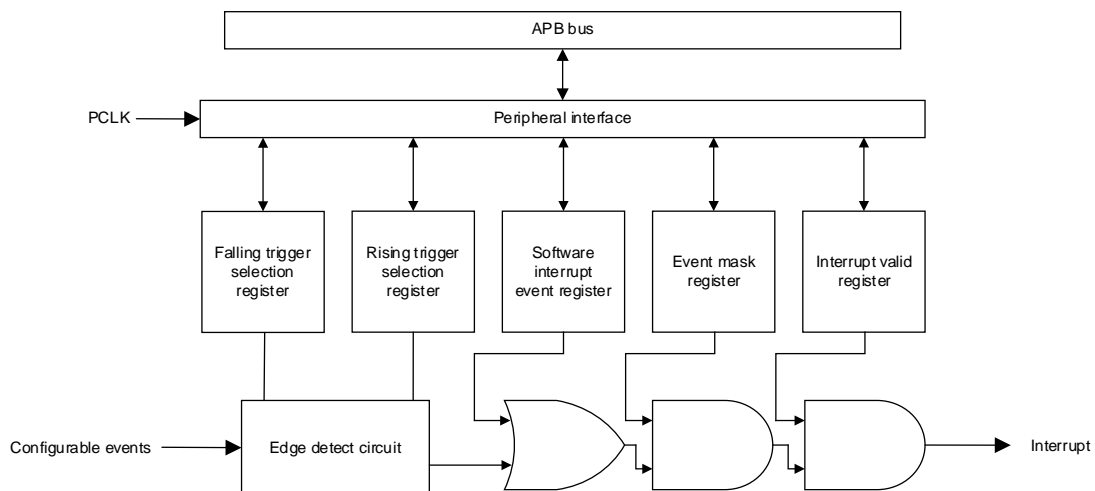 APB bus
PCLK
Peripheral interface
Falling trigger
selection
register
Rising trigger
selection
register
Software
interrupt
event register
Event mask
register
Interrupt valid
register
Configurable events
Edge detect circuit
Interrupt